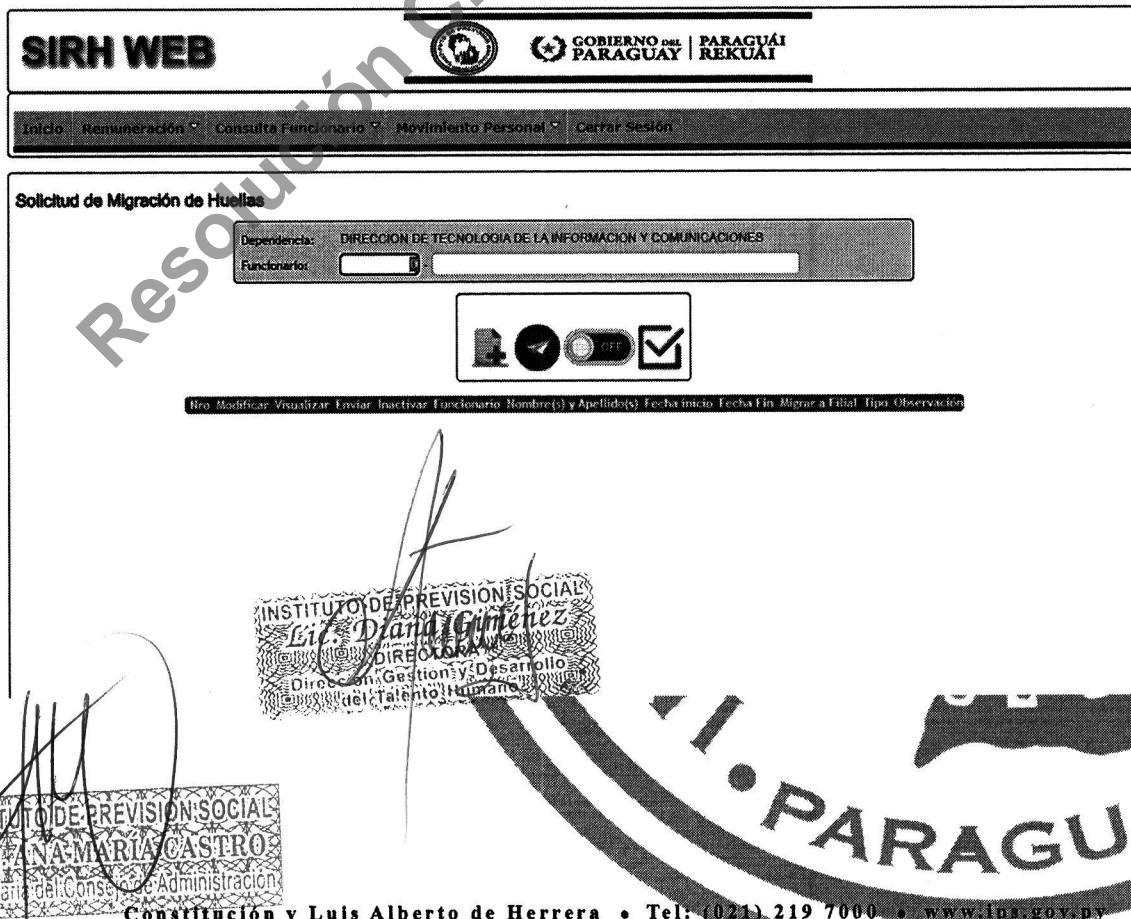 Resolución C
SIRH WEB
GOBIERNO DEL PARAGUAY | PARAGUÁI REKUÁI
Inicio Remuneración Consulta Funcionario Movimiento Personal Cerrar Sesión
Solicitud de Migración de Huellas
Dependencia: DIRECCION DE TECNOLOGIA DE LA INFORMACION Y COMUNICACIONES
Funcionario: -
OFF
Nro Modificar Visualizar Enviar Inactivar Funcionario Nombre(s) y Apellido(s) Fecha inicio Fecha Fin Migrar a Filial Tipo Observación
INSTITUTO DE PREVISION SOCIAL
Lic. Diana Giménez
DIRECTORA
Dirección Gestión y Desarrollo
del Talento Humano
TUTO DE PREVISIÓN SOCIAL
ANA MARÍA CASTRO
aria del Consejo de Administración
I • PARAGU
Constitución y Luis Alberto de Herrera • Tel: (021) 219 7000 • www.ips.gov.py